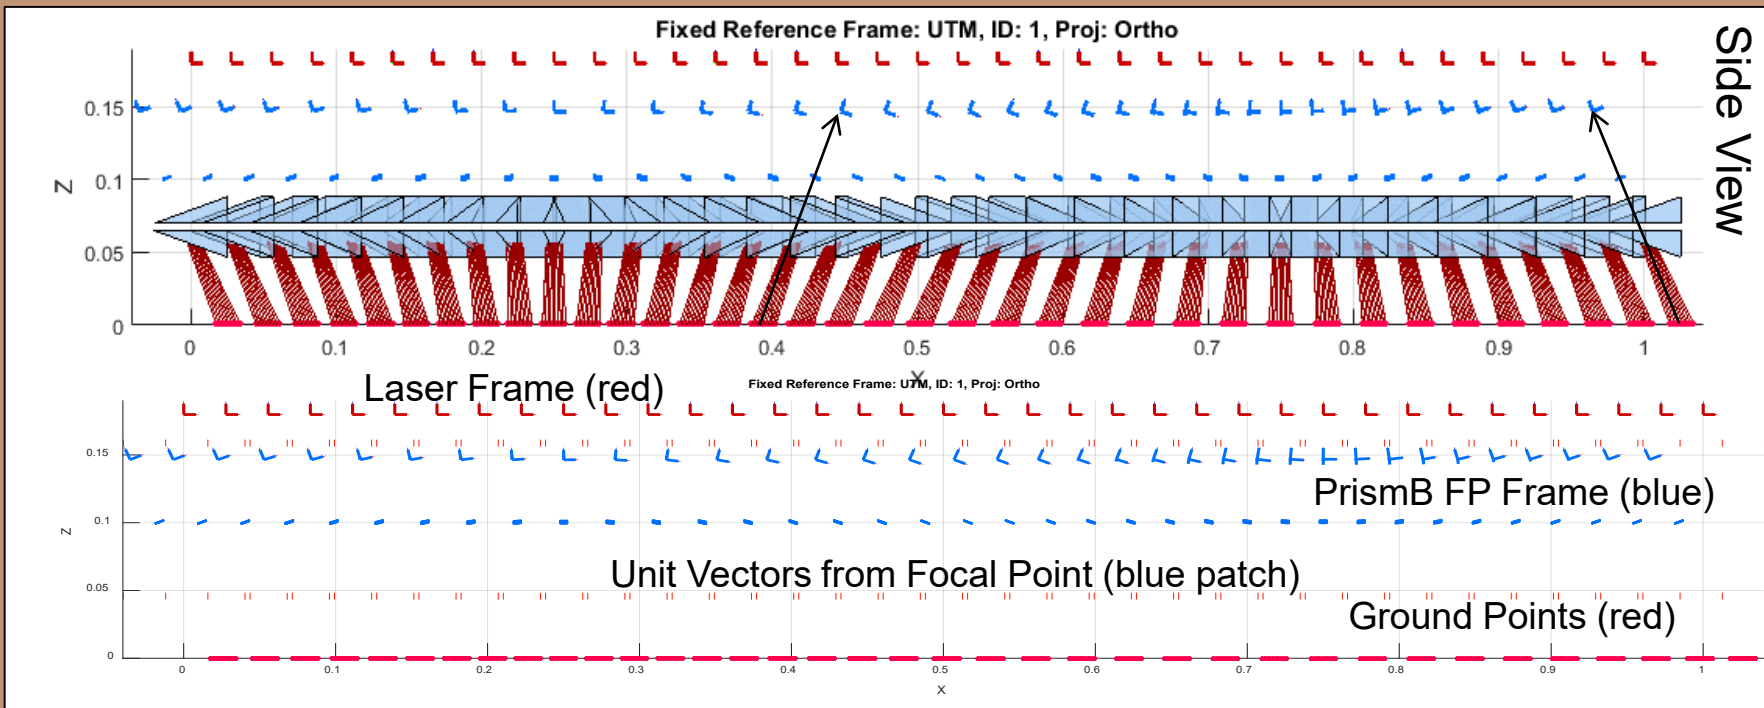 Fixed Reference Frame: UTM, ID: 1, Proj: Ortho
Side View
0.15
Z
0.1
0.05
0
0 0.1 0.2 0.3 0.4 0.5 0.6 0.7 0.8 0.9 1
X
Laser Frame (red)
Fixed Reference Frame: UTM, ID: 1, Proj: Ortho
0.15
PrismB FP Frame (blue)
0.1
Z
Unit Vectors from Focal Point (blue patch)
0.05
Ground Points (red)
0
0 0.1 0.2 0.3 0.4 0.5 0.6 0.7 0.8 0.9 1
X